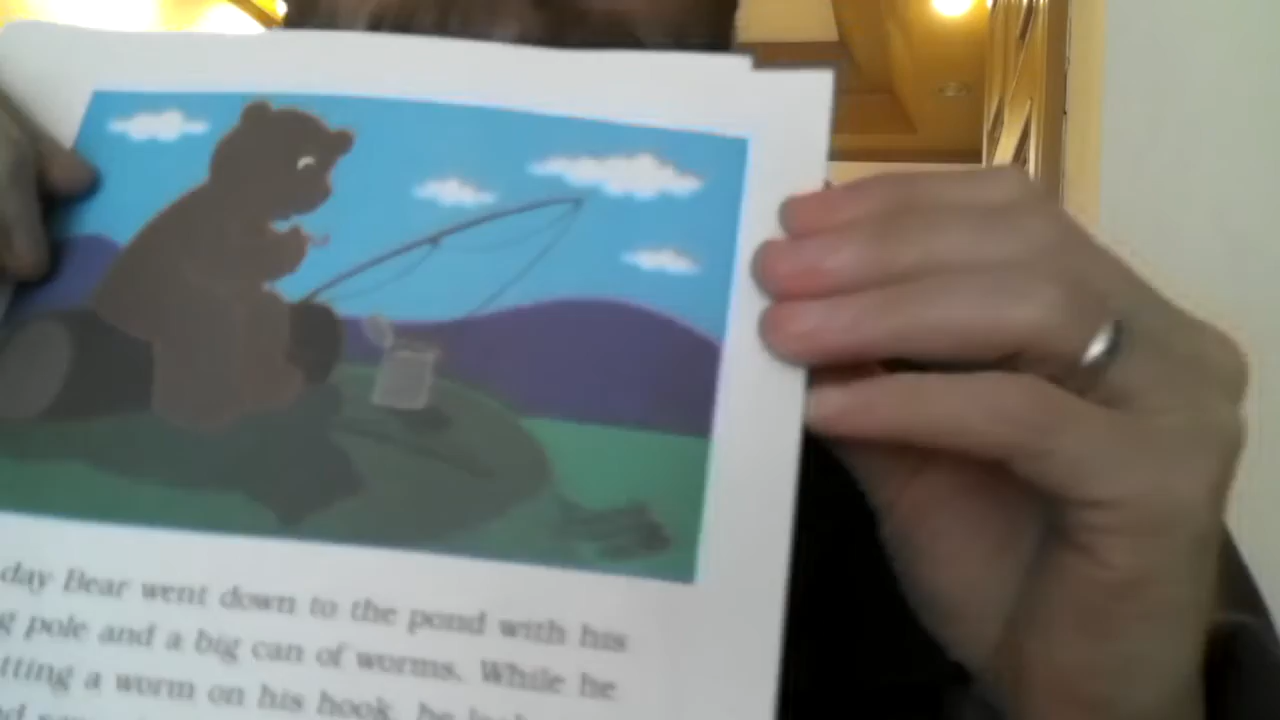 day Bear went down to the pond with his
g pole and a big can of worms. While he
tting a worm on his hook, he